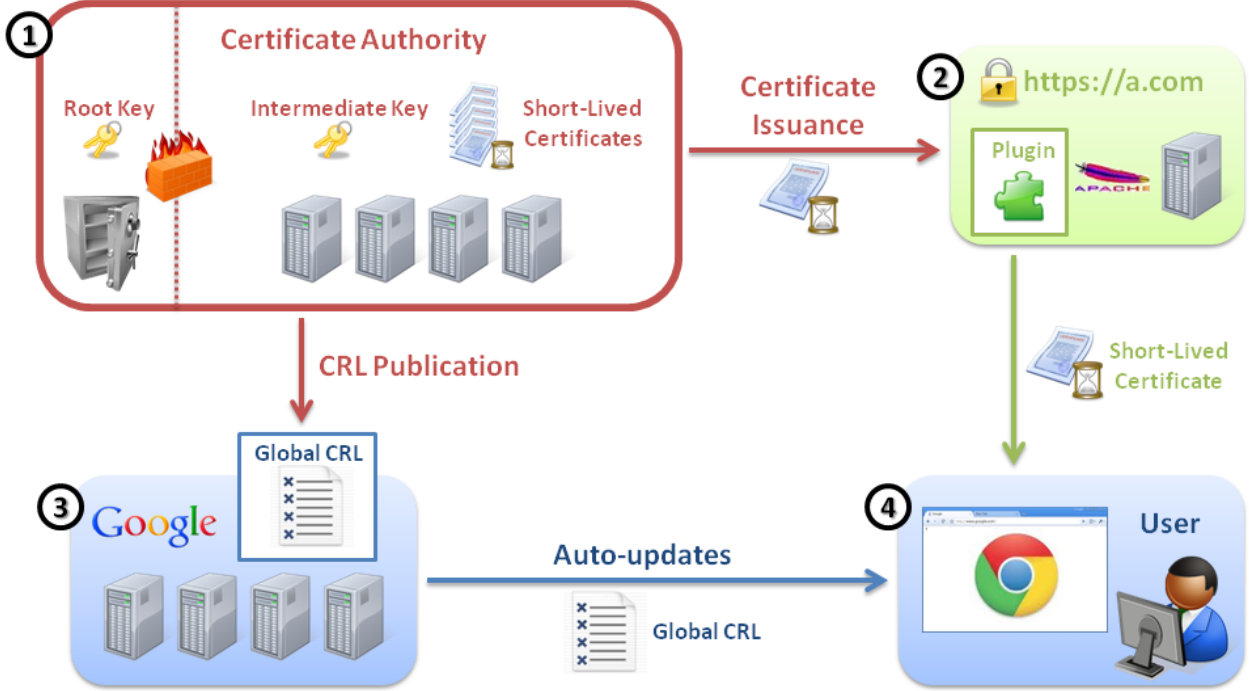 1
Certificate Authority
Root Key
Intermediate Key
Short-Lived
Certificates
Certificate
Issuance
2
https://a.com
Plugin
APACHE
CRL Publication
Short-Lived
Certificate
Global CRL
3
Google
Auto-updates
Global CRL
4
User